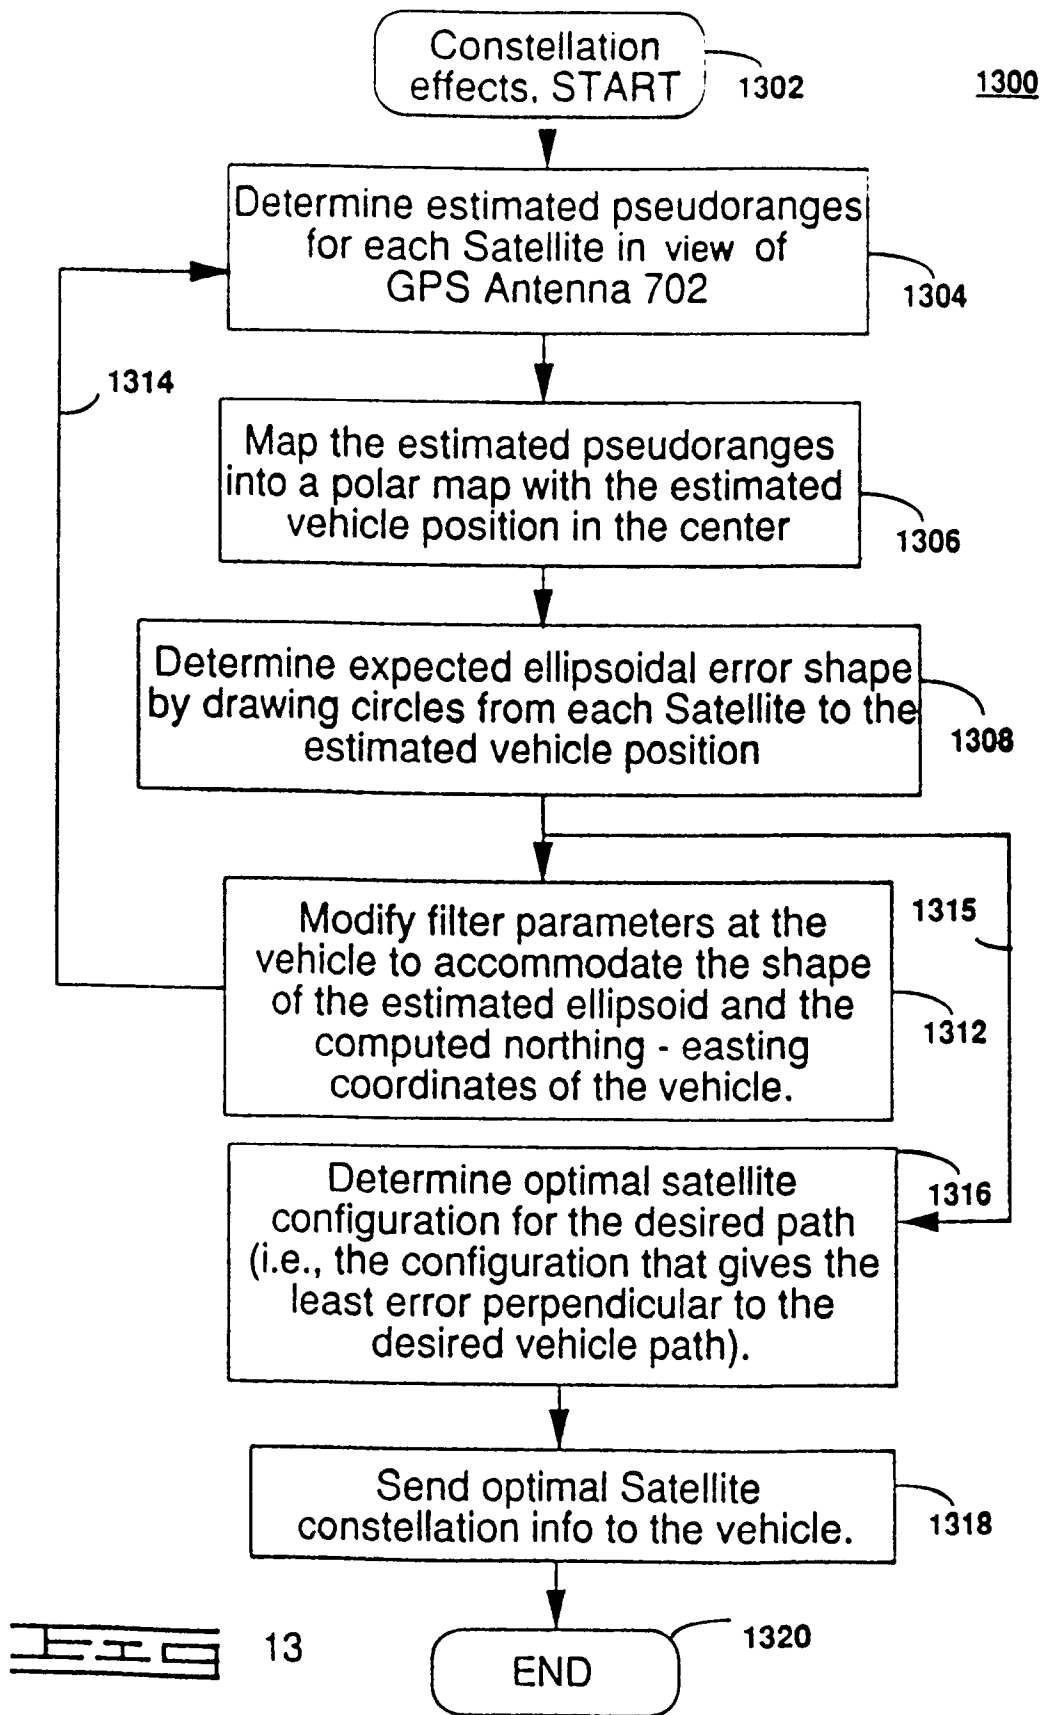 Constellation
effects, START
1302
1300
Determine estimated pseudoranges
for each Satellite in view of
GPS Antenna 702
1304
1314
Map the estimated pseudoranges
into a polar map with the estimated
vehicle position in the center
1306
Determine expected ellipsoidal error shape
by drawing circles from each Satellite to the
estimated vehicle position
1308
Modify filter parameters at the
vehicle to accommodate the shape
of the estimated ellipsoid and the
computed northing - easting
coordinates of the vehicle.
1315
1312
Determine optimal satellite
configuration for the desired path
(i.e., the configuration that gives the
least error perpendicular to the
desired vehicle path).
1316
Send optimal Satellite
constellation info to the vehicle.
1318
END
1320
FIG 13